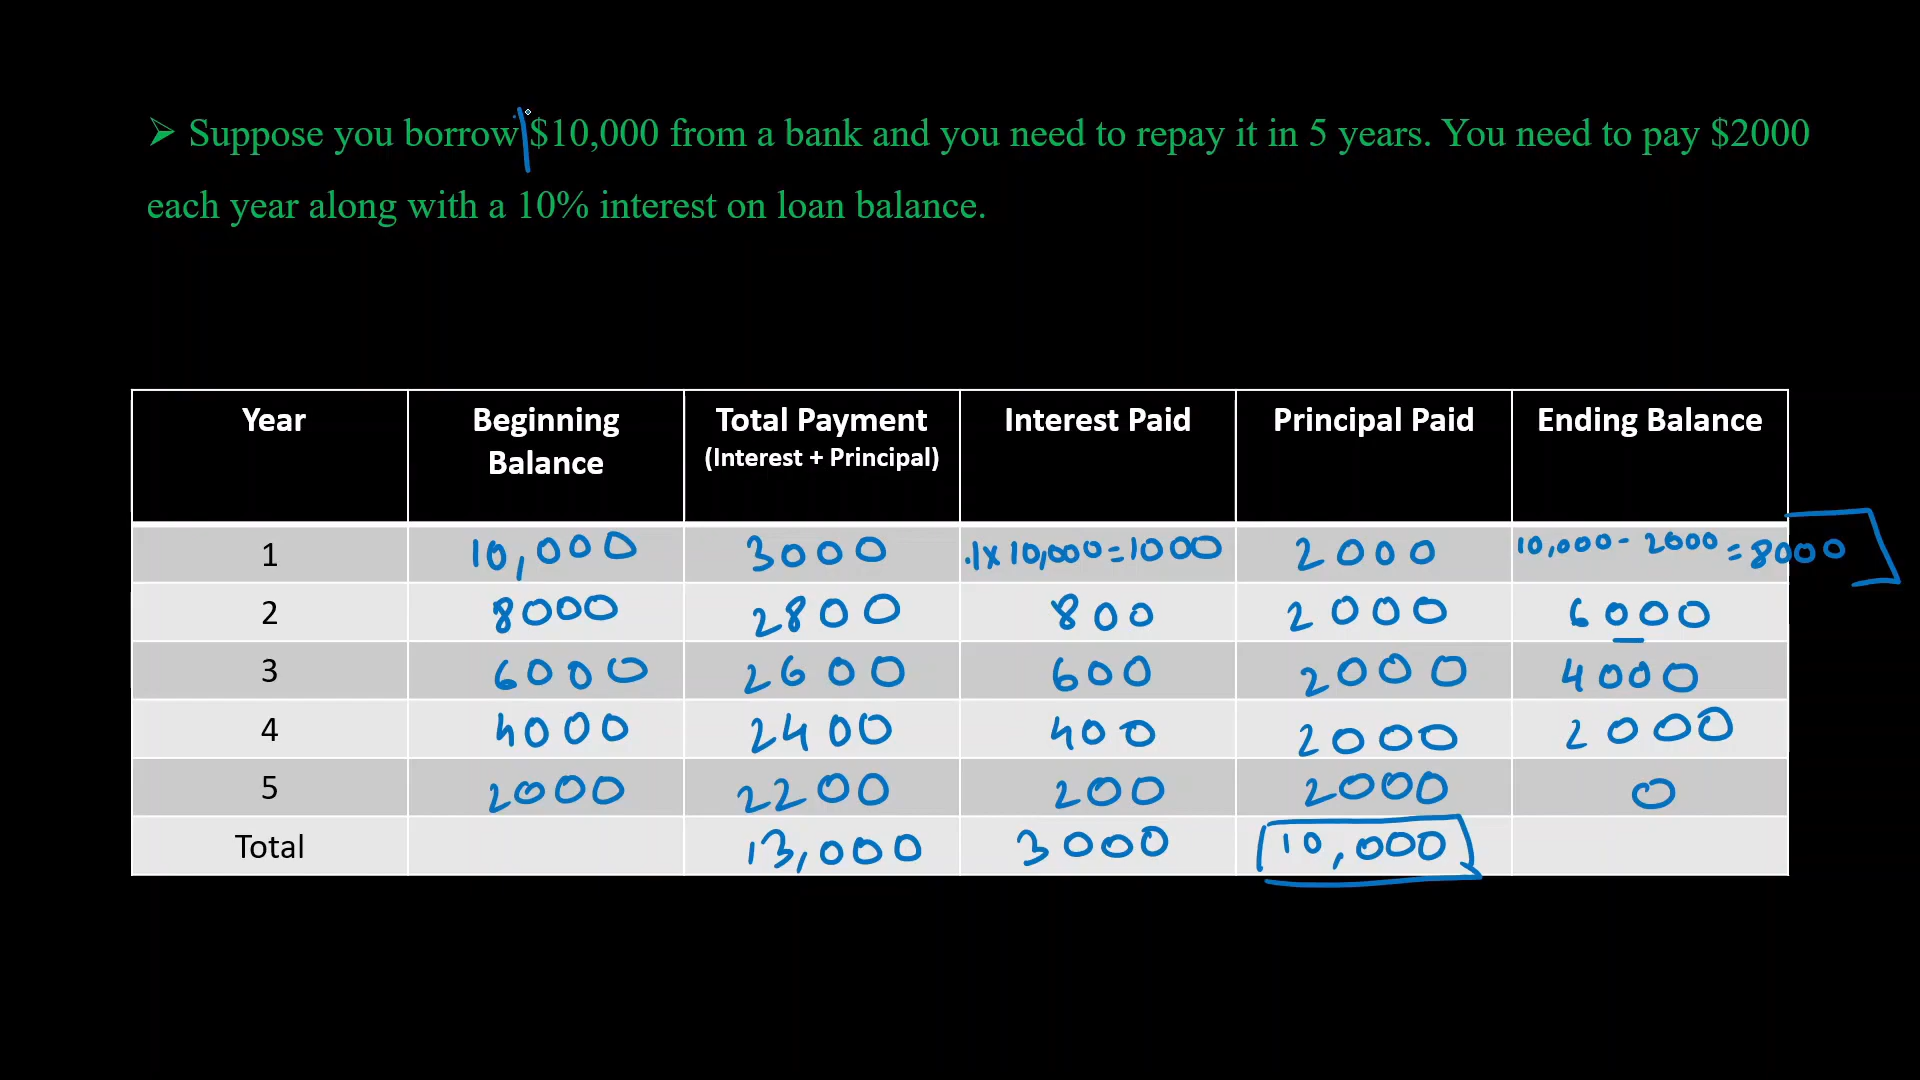 ➢ Suppose you borrow $10,000 from a bank and you need to repay it in 5 years. You need to pay $2000
each year along with a 10% interest on loan balance.
Year Beginning Balance Total Payment (Interest + Principal) Interest Paid Principal Paid Ending Balance
1 10,000 3000 .1x10,000=1000 2000 10,000-2000=8000
2 8000 2800 800 2000 6000
3 6000 2600 600 2000 4000
4 4000 2400 400 2000 2000
5 2000 2200 200 2000 0
Total 13,000 3000 10,000